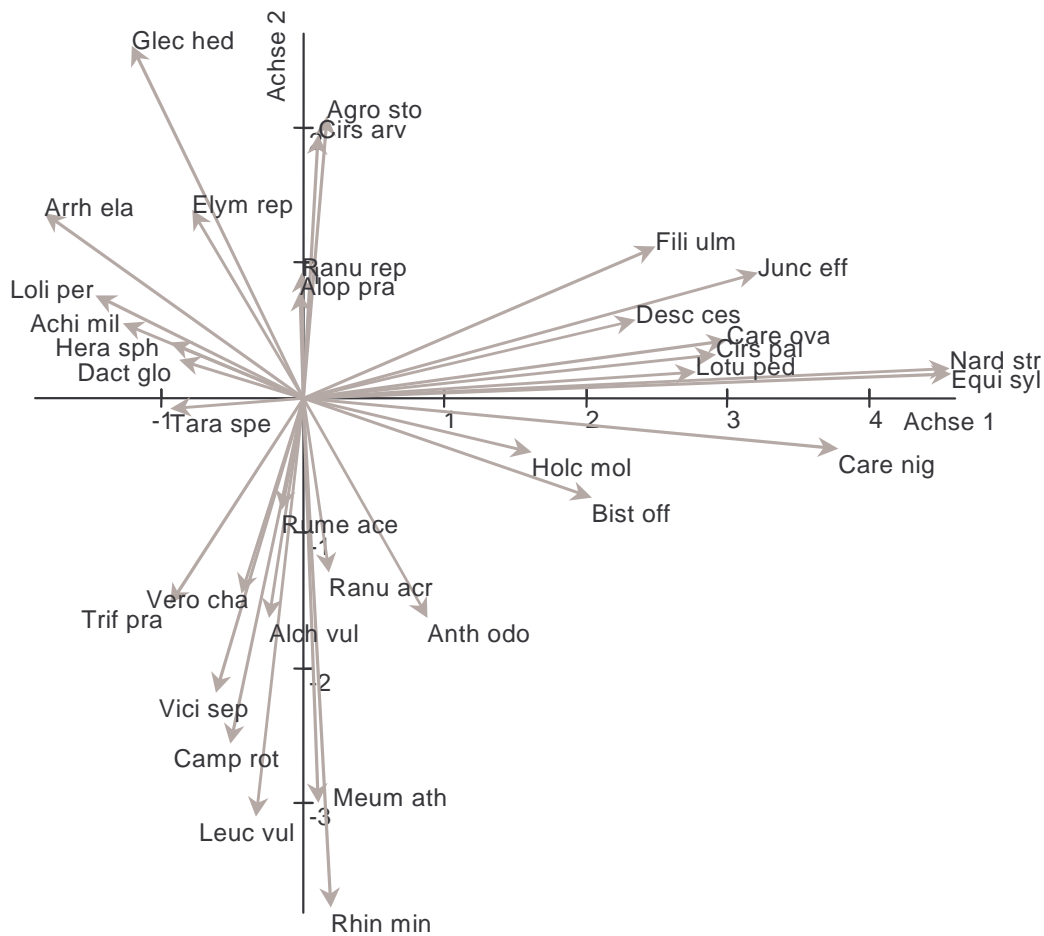 Glec hed
Achse 2
Agro sto
Cirs arv
2
Arrh ela
Elym rep
Fili ulm
Ranu rep
Junc eff
Alop pra
Loli per
Achi mil
Desc ces
Care ova
Hera sph
Cirs pal
Dact glo
Lotu ped
Nard str
Equi syl
-1
Tara spe
1
2
3
4
Achse 1
Holc mol
Care nig
Bist off
Rume ace
-1
Ranu acr
Vero cha
Trif pra
Alch vul
Anth odo
-2
Vici sep
Camp rot
Meum ath
-3
Leuc vul
Rhin min